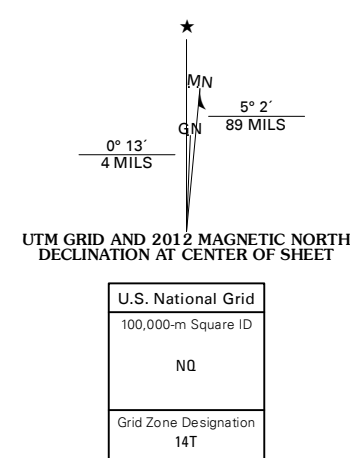 MN
GN
5° 2´
89 MILS
0° 13´
4 MILS
UTM GRID AND 2012 MAGNETIC NORTH
DECLINATION AT CENTER OF SHEET
U.S. National Grid
100,000-m Square ID
NQ
Grid Zone Designation
14T